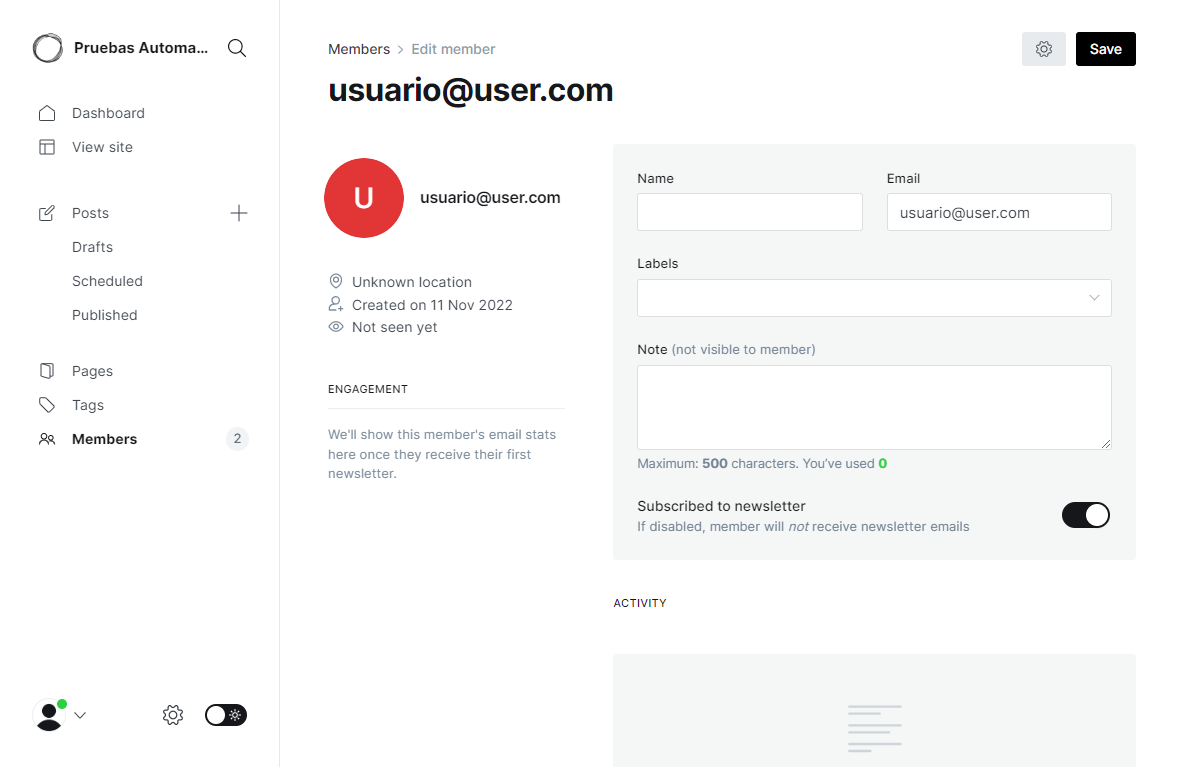 Pruebas Automa...
Dashboard
View site
Posts
Drafts
Scheduled
Published
Pages
Tags
Members 2
Members > Edit member
Save
usuario@user.com
U
usuario@user.com
Unknown location
Created on 11 Nov 2022
Not seen yet
ENGAGEMENT
We'll show this member's email stats
here once they receive their first
newsletter.
Name
Email
usuario@user.com
Labels
Note (not visible to member)
Maximum: 500 characters. You've used 0
Subscribed to newsletter
If disabled, member will not receive newsletter emails
ACTIVITY